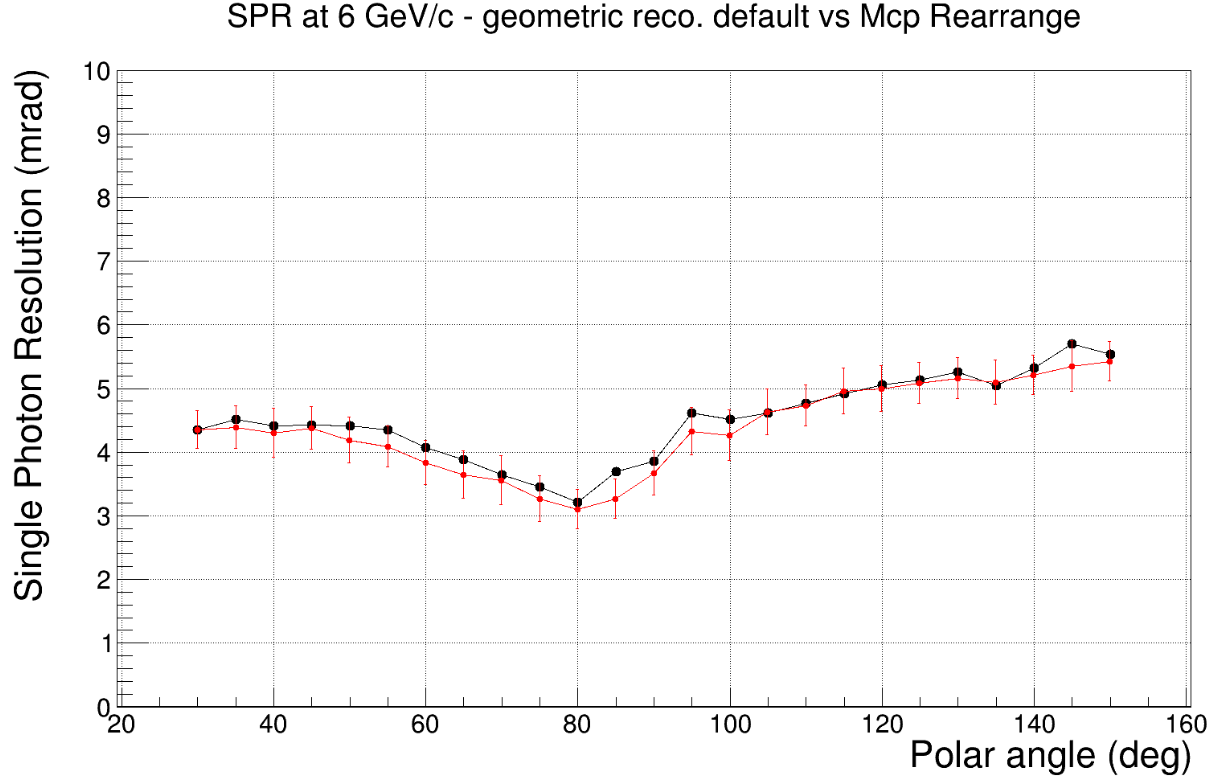 SPR at 6 GeV/c - geometric reco. default vs Mcp Rearrange
Single Photon Resolution (mrad)
10
9
8
7
6
5
4
3
2
1
0
20 40 60 80 100 120 140 160
Polar angle (deg)